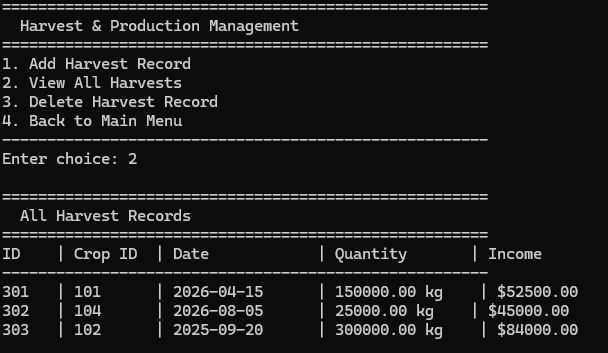 ======================================================
  Harvest & Production Management
======================================================
1. Add Harvest Record
2. View All Harvests
3. Delete Harvest Record
4. Back to Main Menu
------------------------------------------------------
Enter choice: 2

======================================================
  All Harvest Records
======================================================
ID    | Crop ID  | Date            | Quantity       | Income
------------------------------------------------------
301   | 101      | 2026-04-15      | 150000.00 kg    | $52500.00
302   | 104      | 2026-08-05      | 25000.00 kg    | $45000.00
303   | 102      | 2025-09-20      | 300000.00 kg    | $84000.00